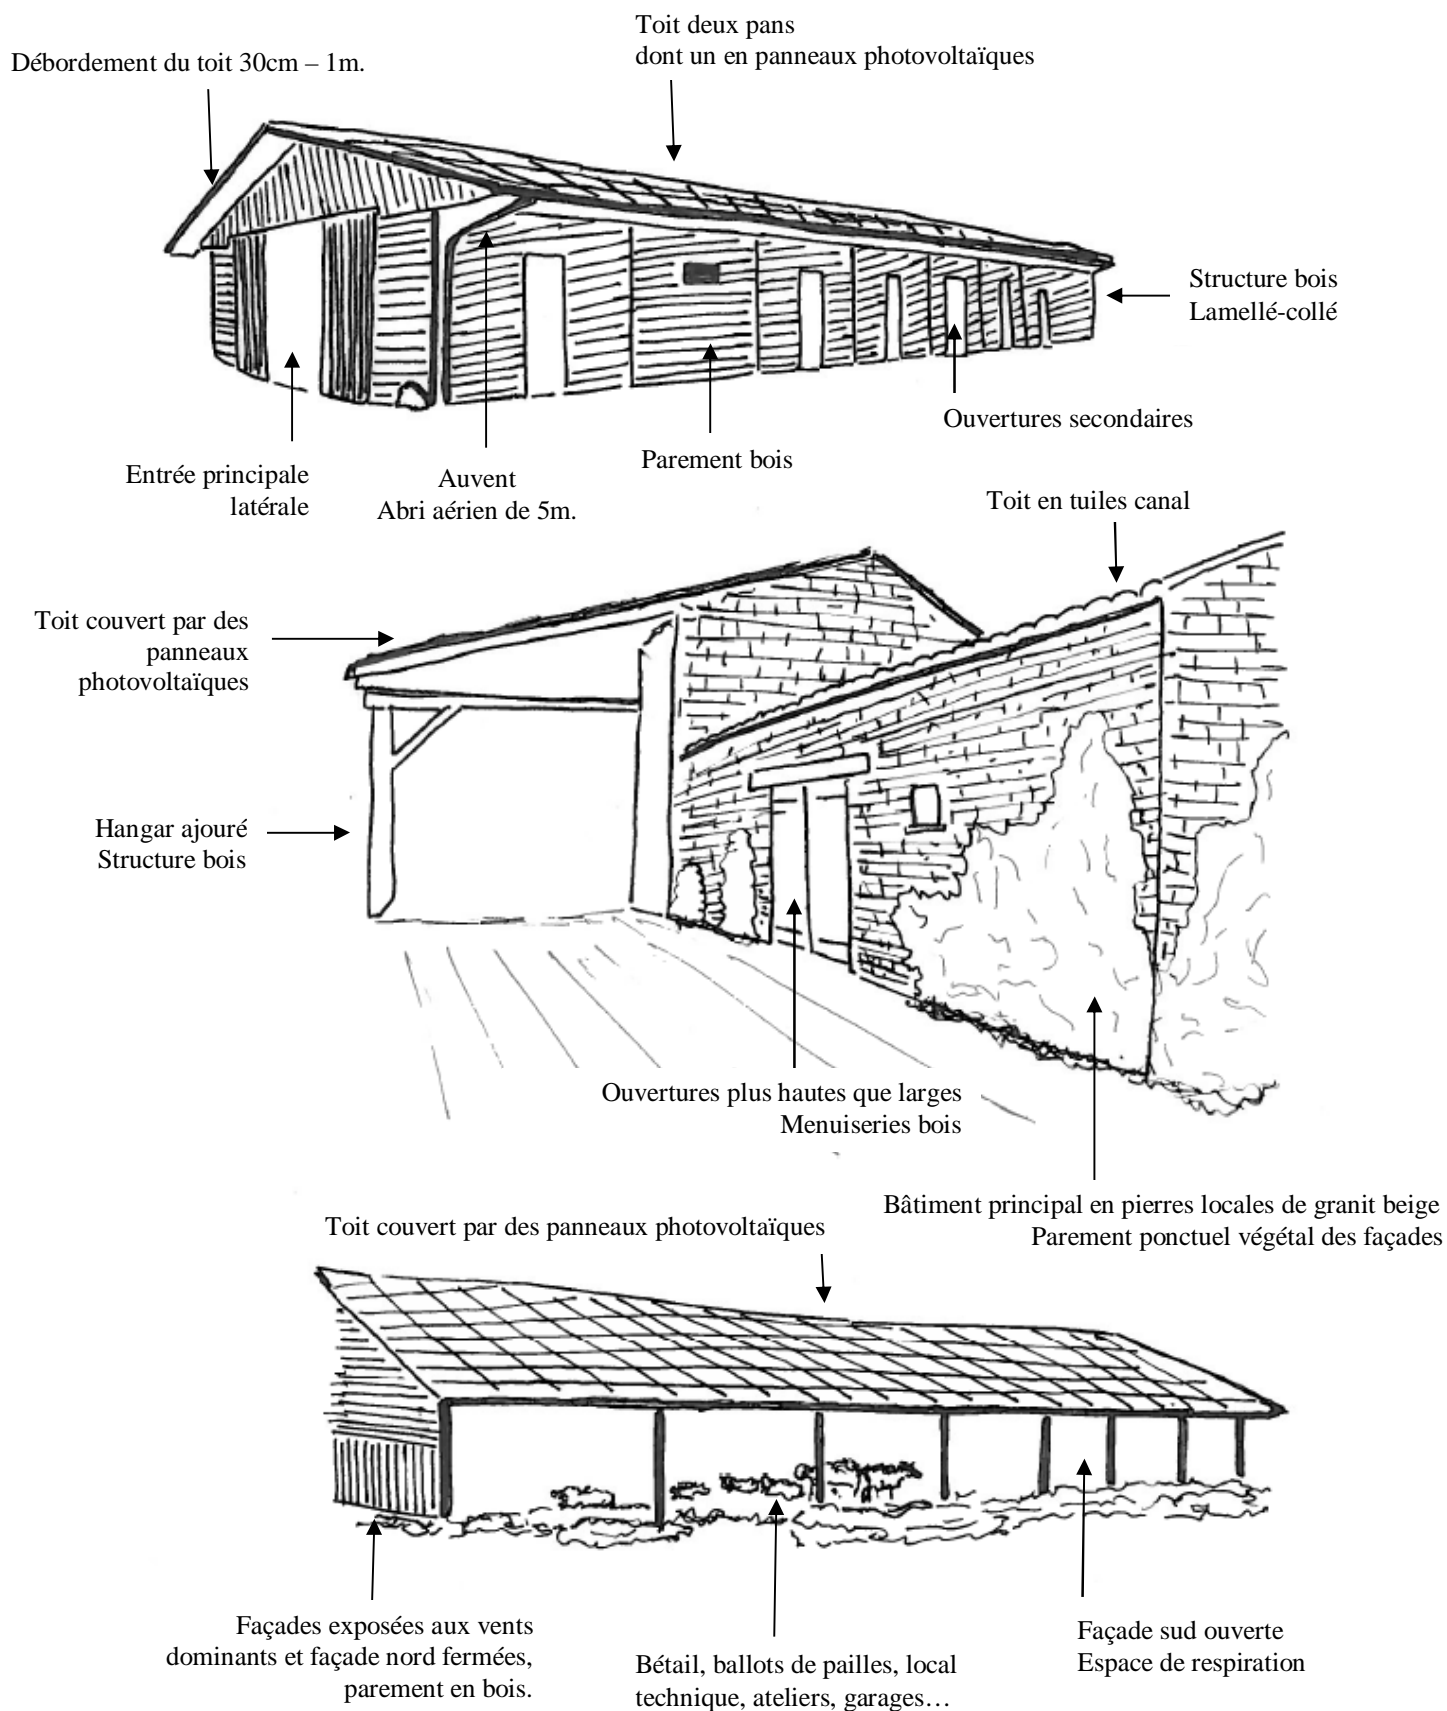 Toit deux pans
dont un en panneaux photovoltaïques
Débordement du toit 30cm – 1m.
Structure bois
Lamellé-collé
Ouvertures secondaires
Parement bois
Entrée principale
latérale
Auvent
Abri aérien de 5m.
Toit en tuiles canal
Toit couvert par des
panneaux
photovoltaïques
Hangar ajouré
Structure bois
Ouvertures plus hautes que larges
Menuiseries bois
Bâtiment principal en pierres locales de granit beige
Parement ponctuel végétal des façades
Toit couvert par des panneaux photovoltaïques
Façades exposées aux vents
dominants et façade nord fermées,
parement en bois.
Bétail, ballots de pailles, local
technique, ateliers, garages…
Façade sud ouverte
Espace de respiration